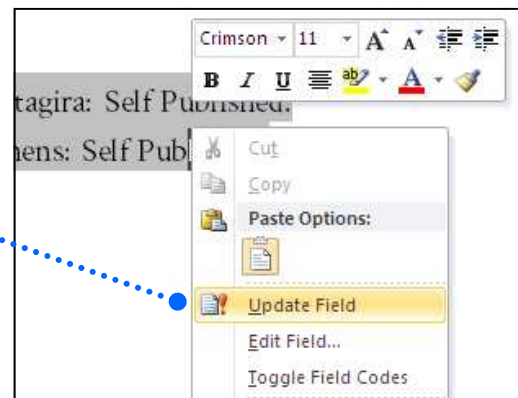 Crimson 11 A A
B I U ab A
tagira: Self Published.
hens: Self Pub
Cut
Copy
Paste Options:
Update Field
Edit Field...
Toggle Field Codes